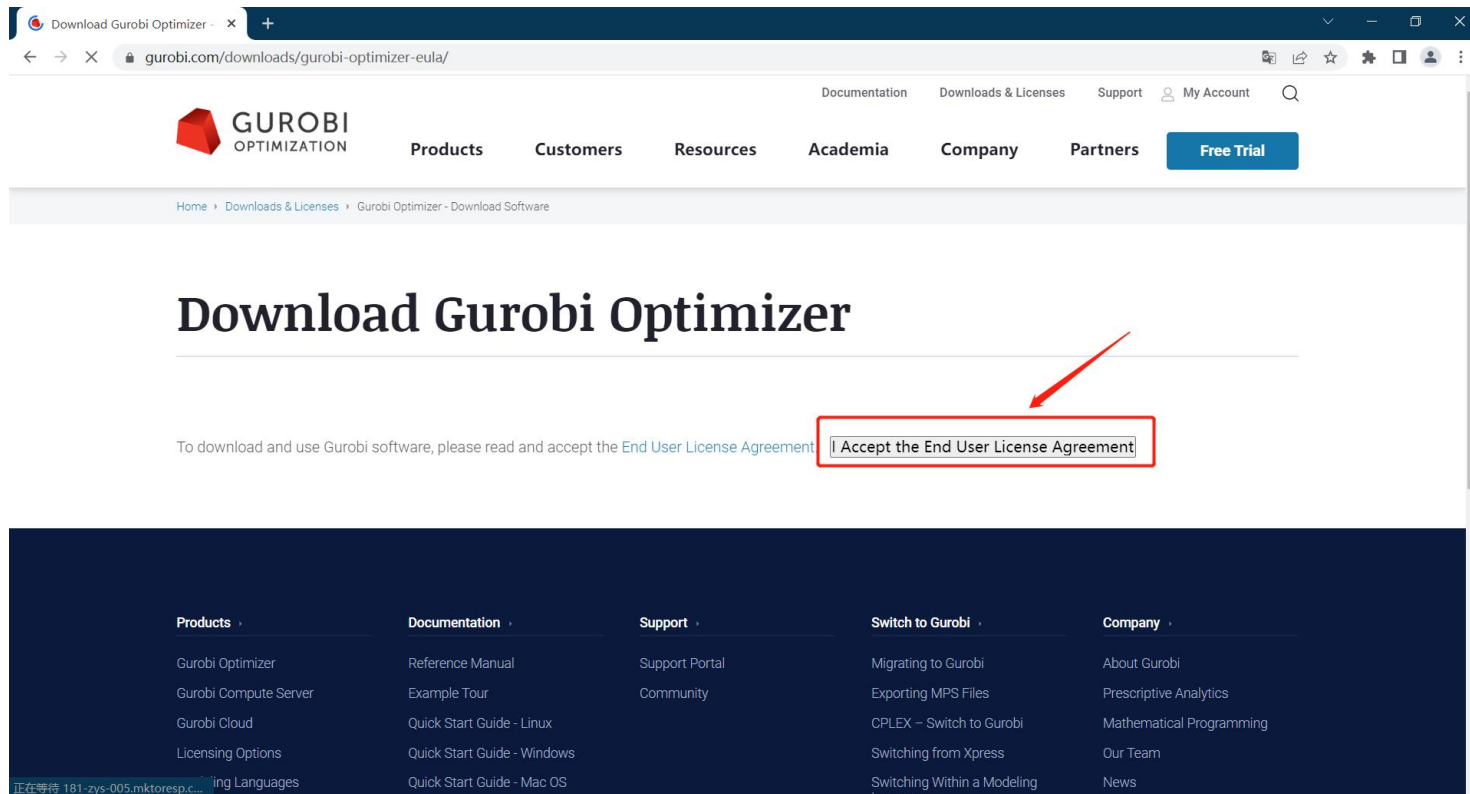 Download Gurobi Optimizer -
gurobi.com/downloads/gurobi-optimizer-eula/
Documentation Downloads & Licenses Support My Account
GUROBI
OPTIMIZATION
Products Customers Resources Academia Company Partners Free Trial
Home › Downloads & Licenses › Gurobi Optimizer - Download Software
Download Gurobi Optimizer
To download and use Gurobi software, please read and accept the End User License Agreement I Accept the End User License Agreement
Products › Documentation › Support › Switch to Gurobi › Company ›
Gurobi Optimizer Reference Manual Support Portal Migrating to Gurobi About Gurobi
Gurobi Compute Server Example Tour Community Exporting MPS Files Prescriptive Analytics
Gurobi Cloud Quick Start Guide - Linux CPLEX – Switch to Gurobi Mathematical Programming
Licensing Options Quick Start Guide - Windows Switching from Xpress Our Team
ing Languages Quick Start Guide - Mac OS Switching Within a Modeling News
正在等待 181-zys-005.mktoresp.c...